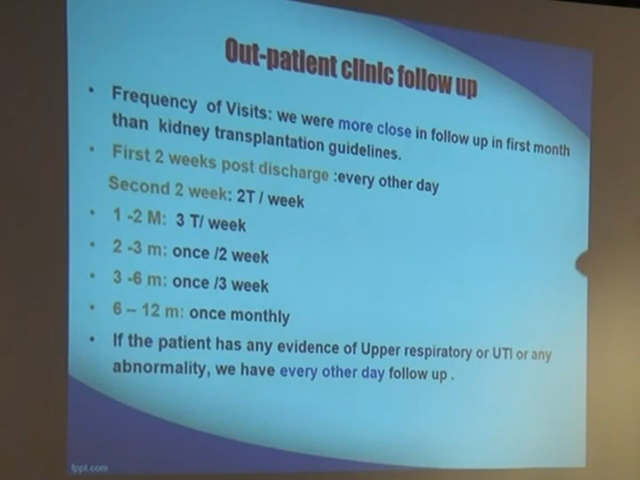 Out-patient clinic follow up
• Frequency of Visits: we were more close in follow up in first month
than kidney transplantation guidelines.
• First 2 weeks post discharge :every other day
Second 2 week: 2T / week
• 1 -2 M: 3 T/ week
• 2 -3 m: once /2 week
• 3 -6 m: once /3 week
• 6 – 12 m: once monthly
• If the patient has any evidence of Upper respiratory or UTI or any
abnormality, we have every other day follow up .
fppt.com